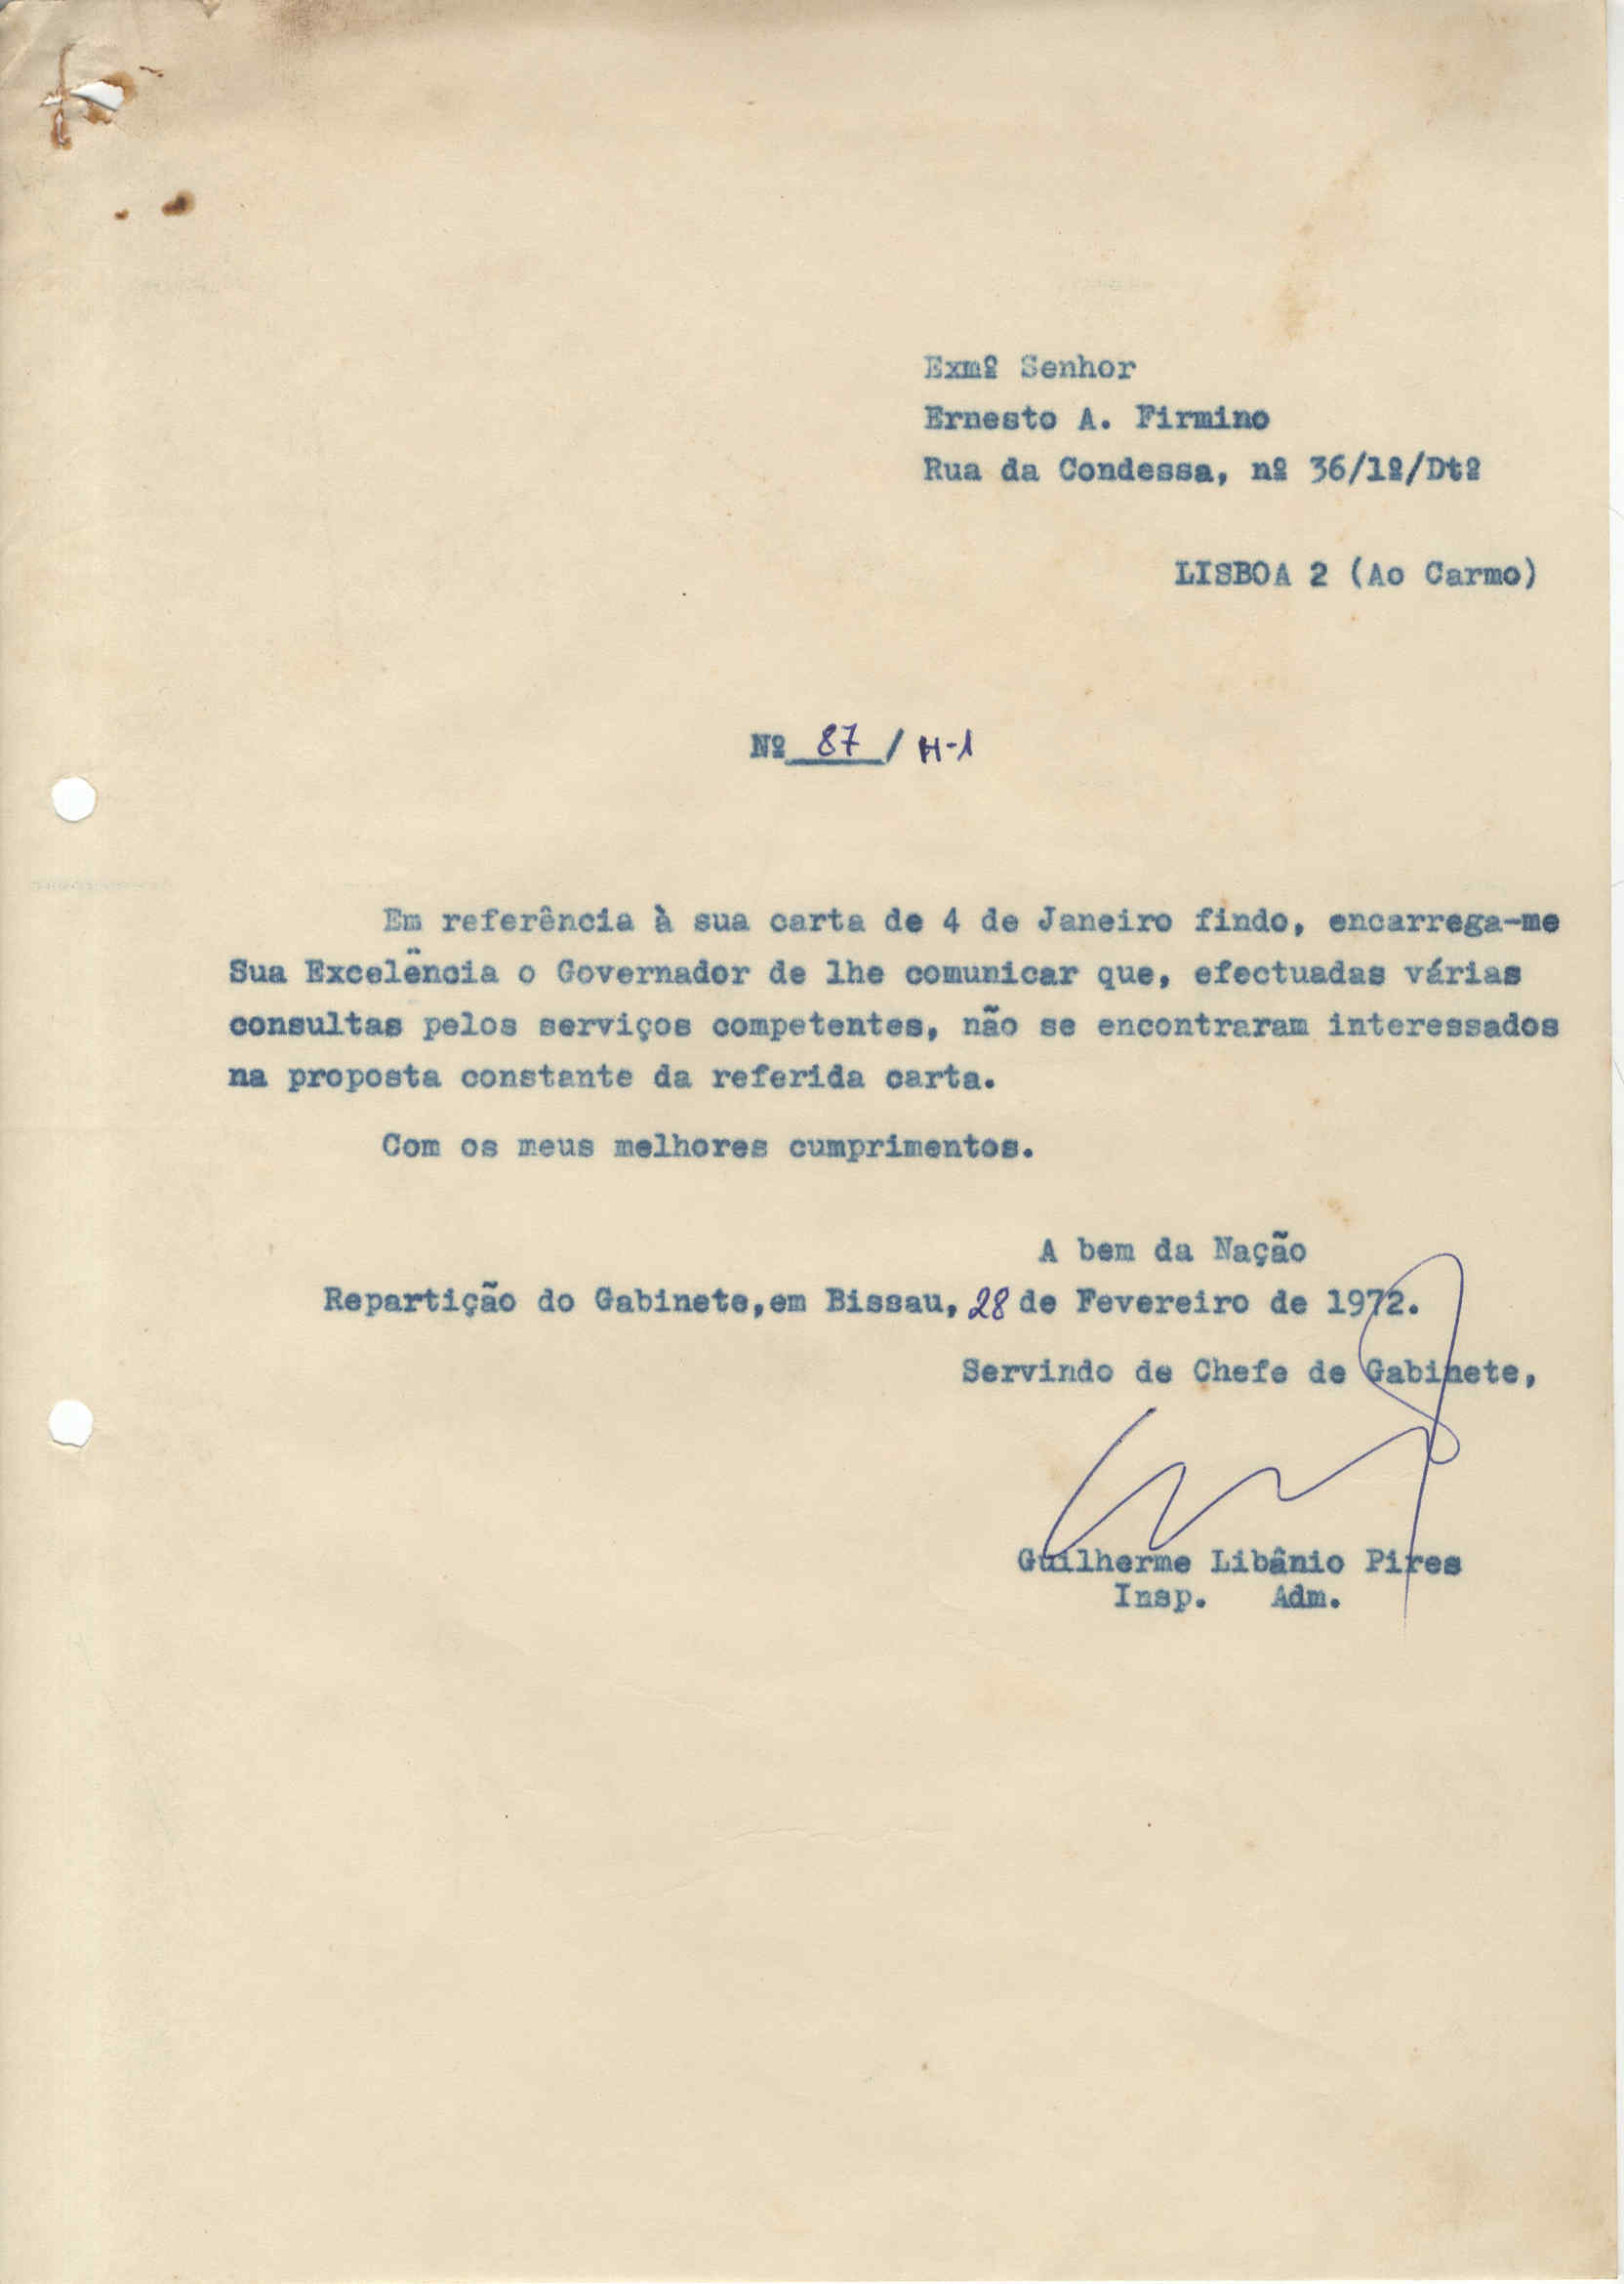 Exmº Senhor
Ernesto A. Firmino
Rua da Condessa, nº 36/1º/Dtº
LISBOA 2 (Ao Carmo)
Nº 87 / H-1
Em referência à sua carta de 4 de Janeiro findo, encarrega-me
Sua Excelência o Governador de lhe comunicar que, efectuadas várias
consultas pelos serviços competentes, não se encontraram interessados
na proposta constante da referida carta.
Com os meus melhores cumprimentos.
A bem da Nação
Repartição do Gabinete,em Bissau, 28 de Fevereiro de 1972.
Servindo de Chefe de Gabinete,
Guilherme Libânio Pires
Insp. Adm.